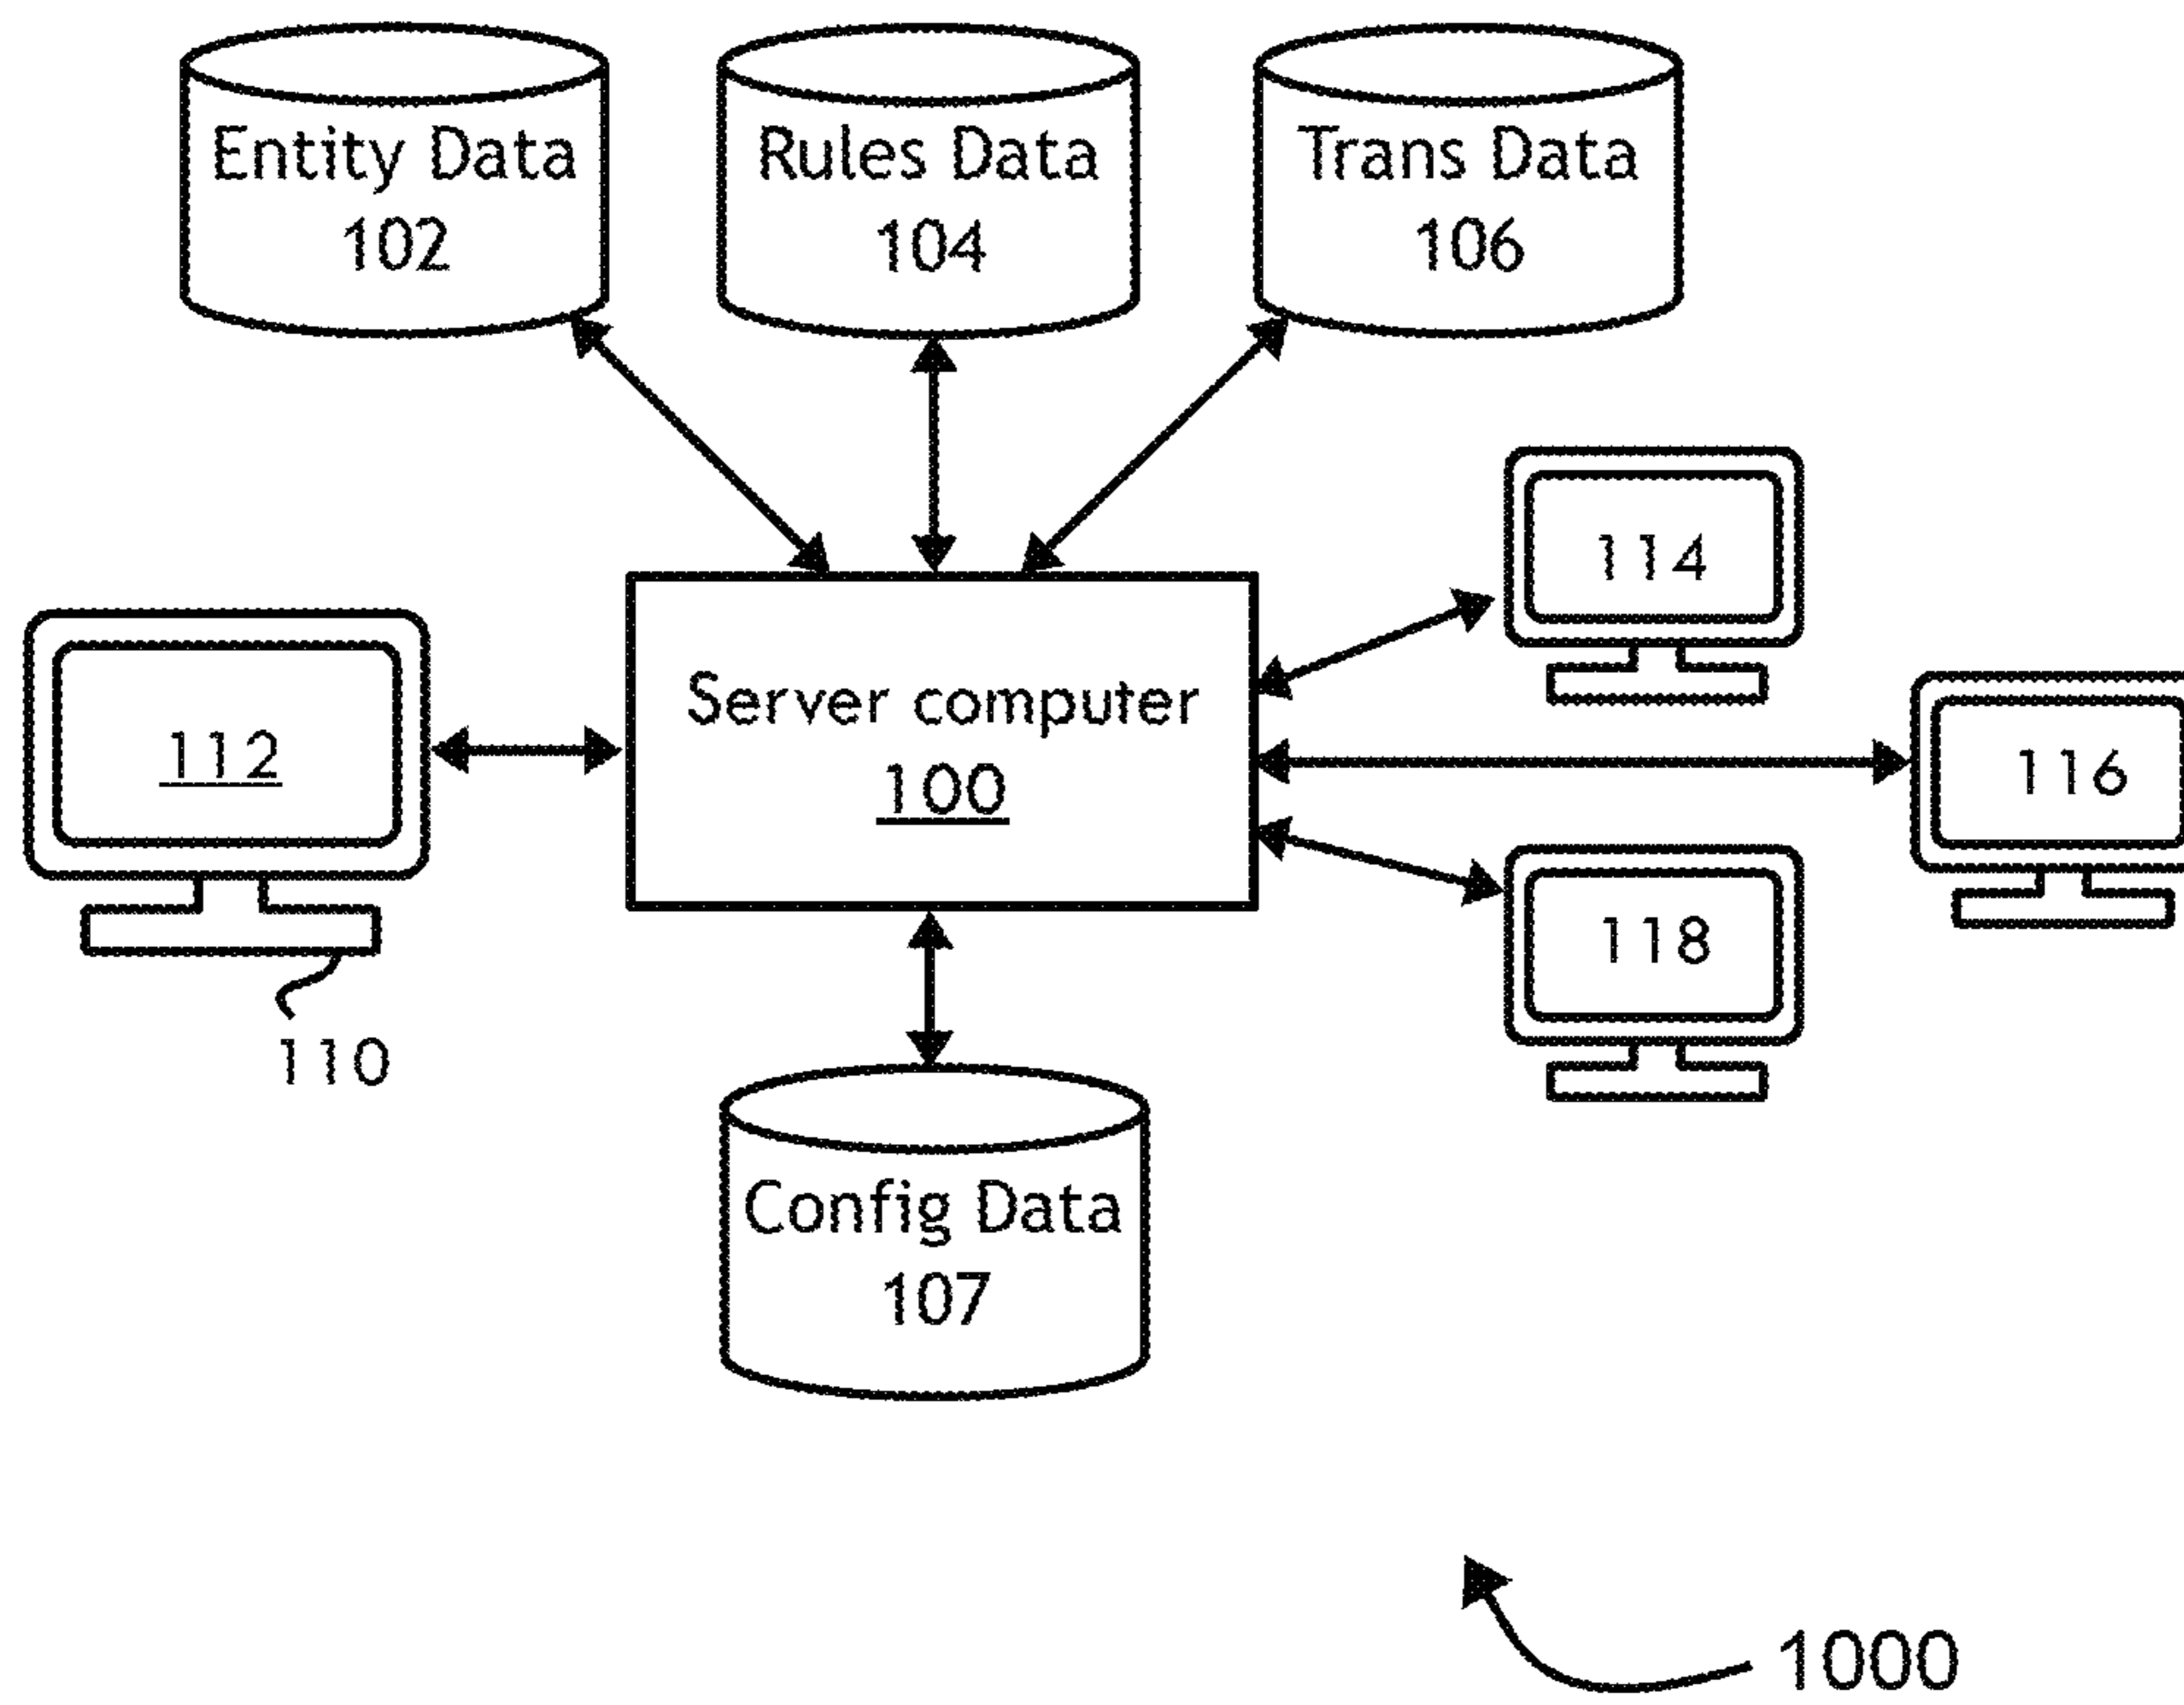 Entity Data
102
Rules Data
104
Trans Data
106
114
Server computer
100
112
116
118
110
Config Data
107
1000